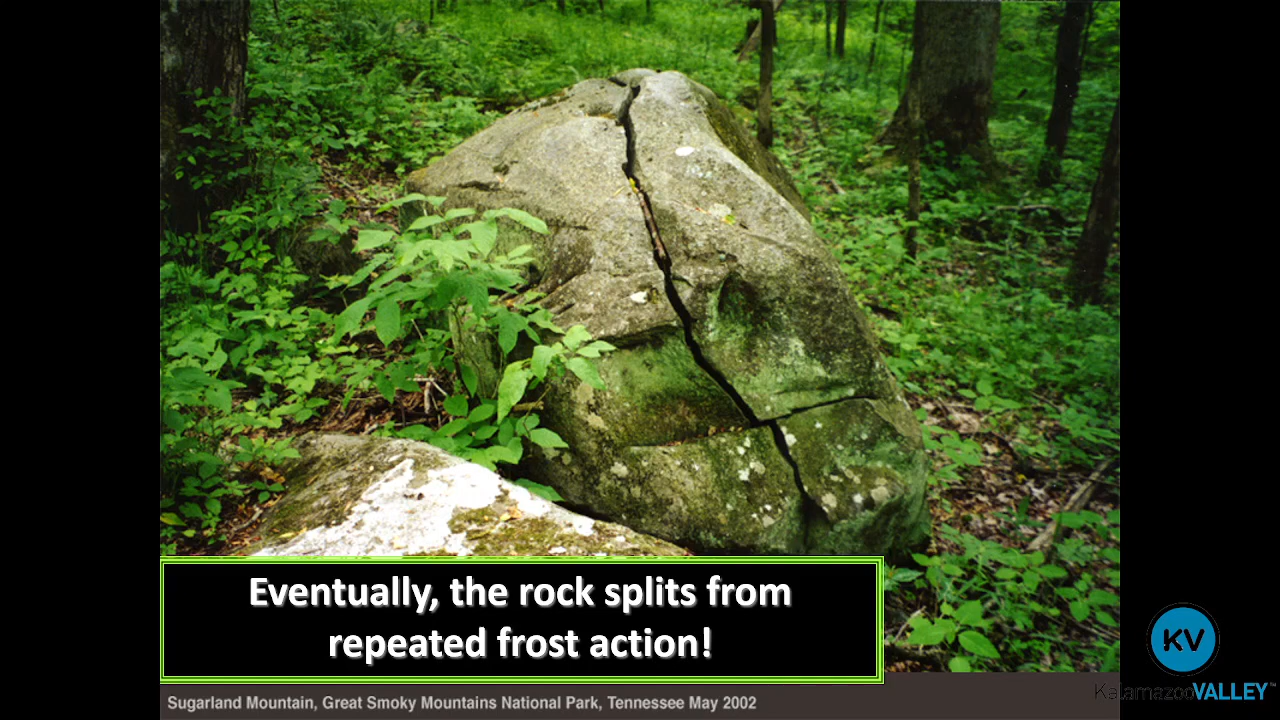 Eventually, the rock splits from
repeated frost action!
Sugarland Mountain, Great Smoky Mountains National Park, Tennessee May 2002
KV
KalamazooVALLEY™